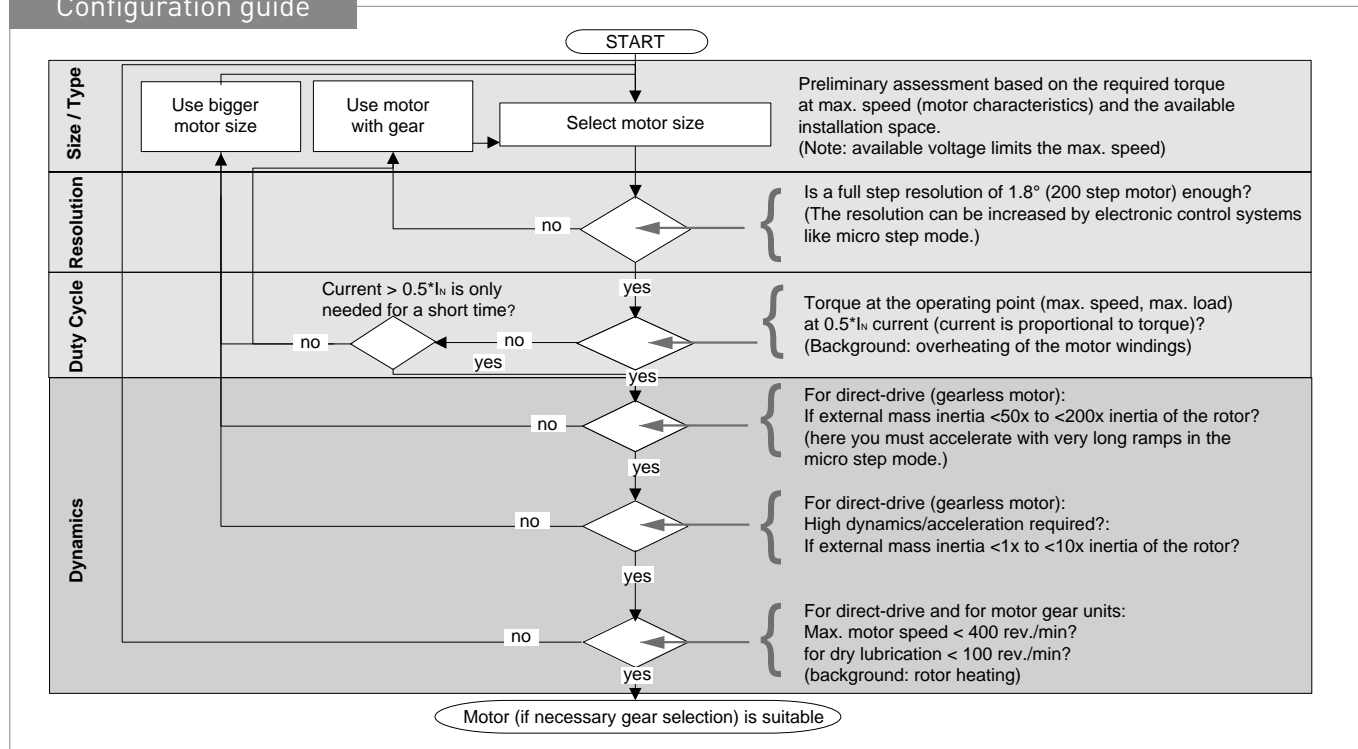 Configuration guide
START
Size / Type
Use bigger
motor size
Use motor
with gear
Select motor size
Preliminary assessment based on the required torque
at max. speed (motor characteristics) and the available
installation space.
(Note: available voltage limits the max. speed)
Resolution
no
Is a full step resolution of 1.8° (200 step motor) enough?
(The resolution can be increased by electronic control systems
like micro step mode.)
yes
Duty Cycle
Current > 0.5*IN is only
needed for a short time?
no
no
yes
Torque at the operating point (max. speed, max. load)
at 0.5*IN current (current is proportional to torque)?
(Background: overheating of the motor windings)
yes
Dynamics
no
For direct-drive (gearless motor):
If external mass inertia <50x to <200x inertia of the rotor?
(here you must accelerate with very long ramps in the
micro step mode.)
yes
no
For direct-drive (gearless motor):
High dynamics/acceleration required?:
If external mass inertia <1x to <10x inertia of the rotor?
yes
no
For direct-drive and for motor gear units:
Max. motor speed < 400 rev./min?
for dry lubrication < 100 rev./min?
(background: rotor heating)
yes
Motor (if necessary gear selection) is suitable